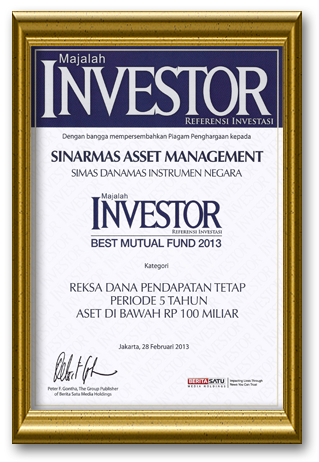 Majalah
INVESTOR
REFERENSI INVESTASI
Dengan bangga mempersembahkan Piagam Penghargaan kepada
SINARMAS ASSET MANAGEMENT
SIMAS DANAMAS INSTRUMEN NEGARA
Majalah
INVESTOR
REFERENSI INVESTASI
BEST MUTUAL FUND 2013
Kategori
REKSA DANA PENDAPATAN TETAP
PERIODE 5 TAHUN
ASET DI BAWAH RP 100 MILIAR
Jakarta, 28 Februari 2013
Peter F. Gontha, The Group Publisher
of Berita Satu Media Holdings
BERITASATU
MEDIA HOLDINGS
Impacting Lives Through
News You Can Trust